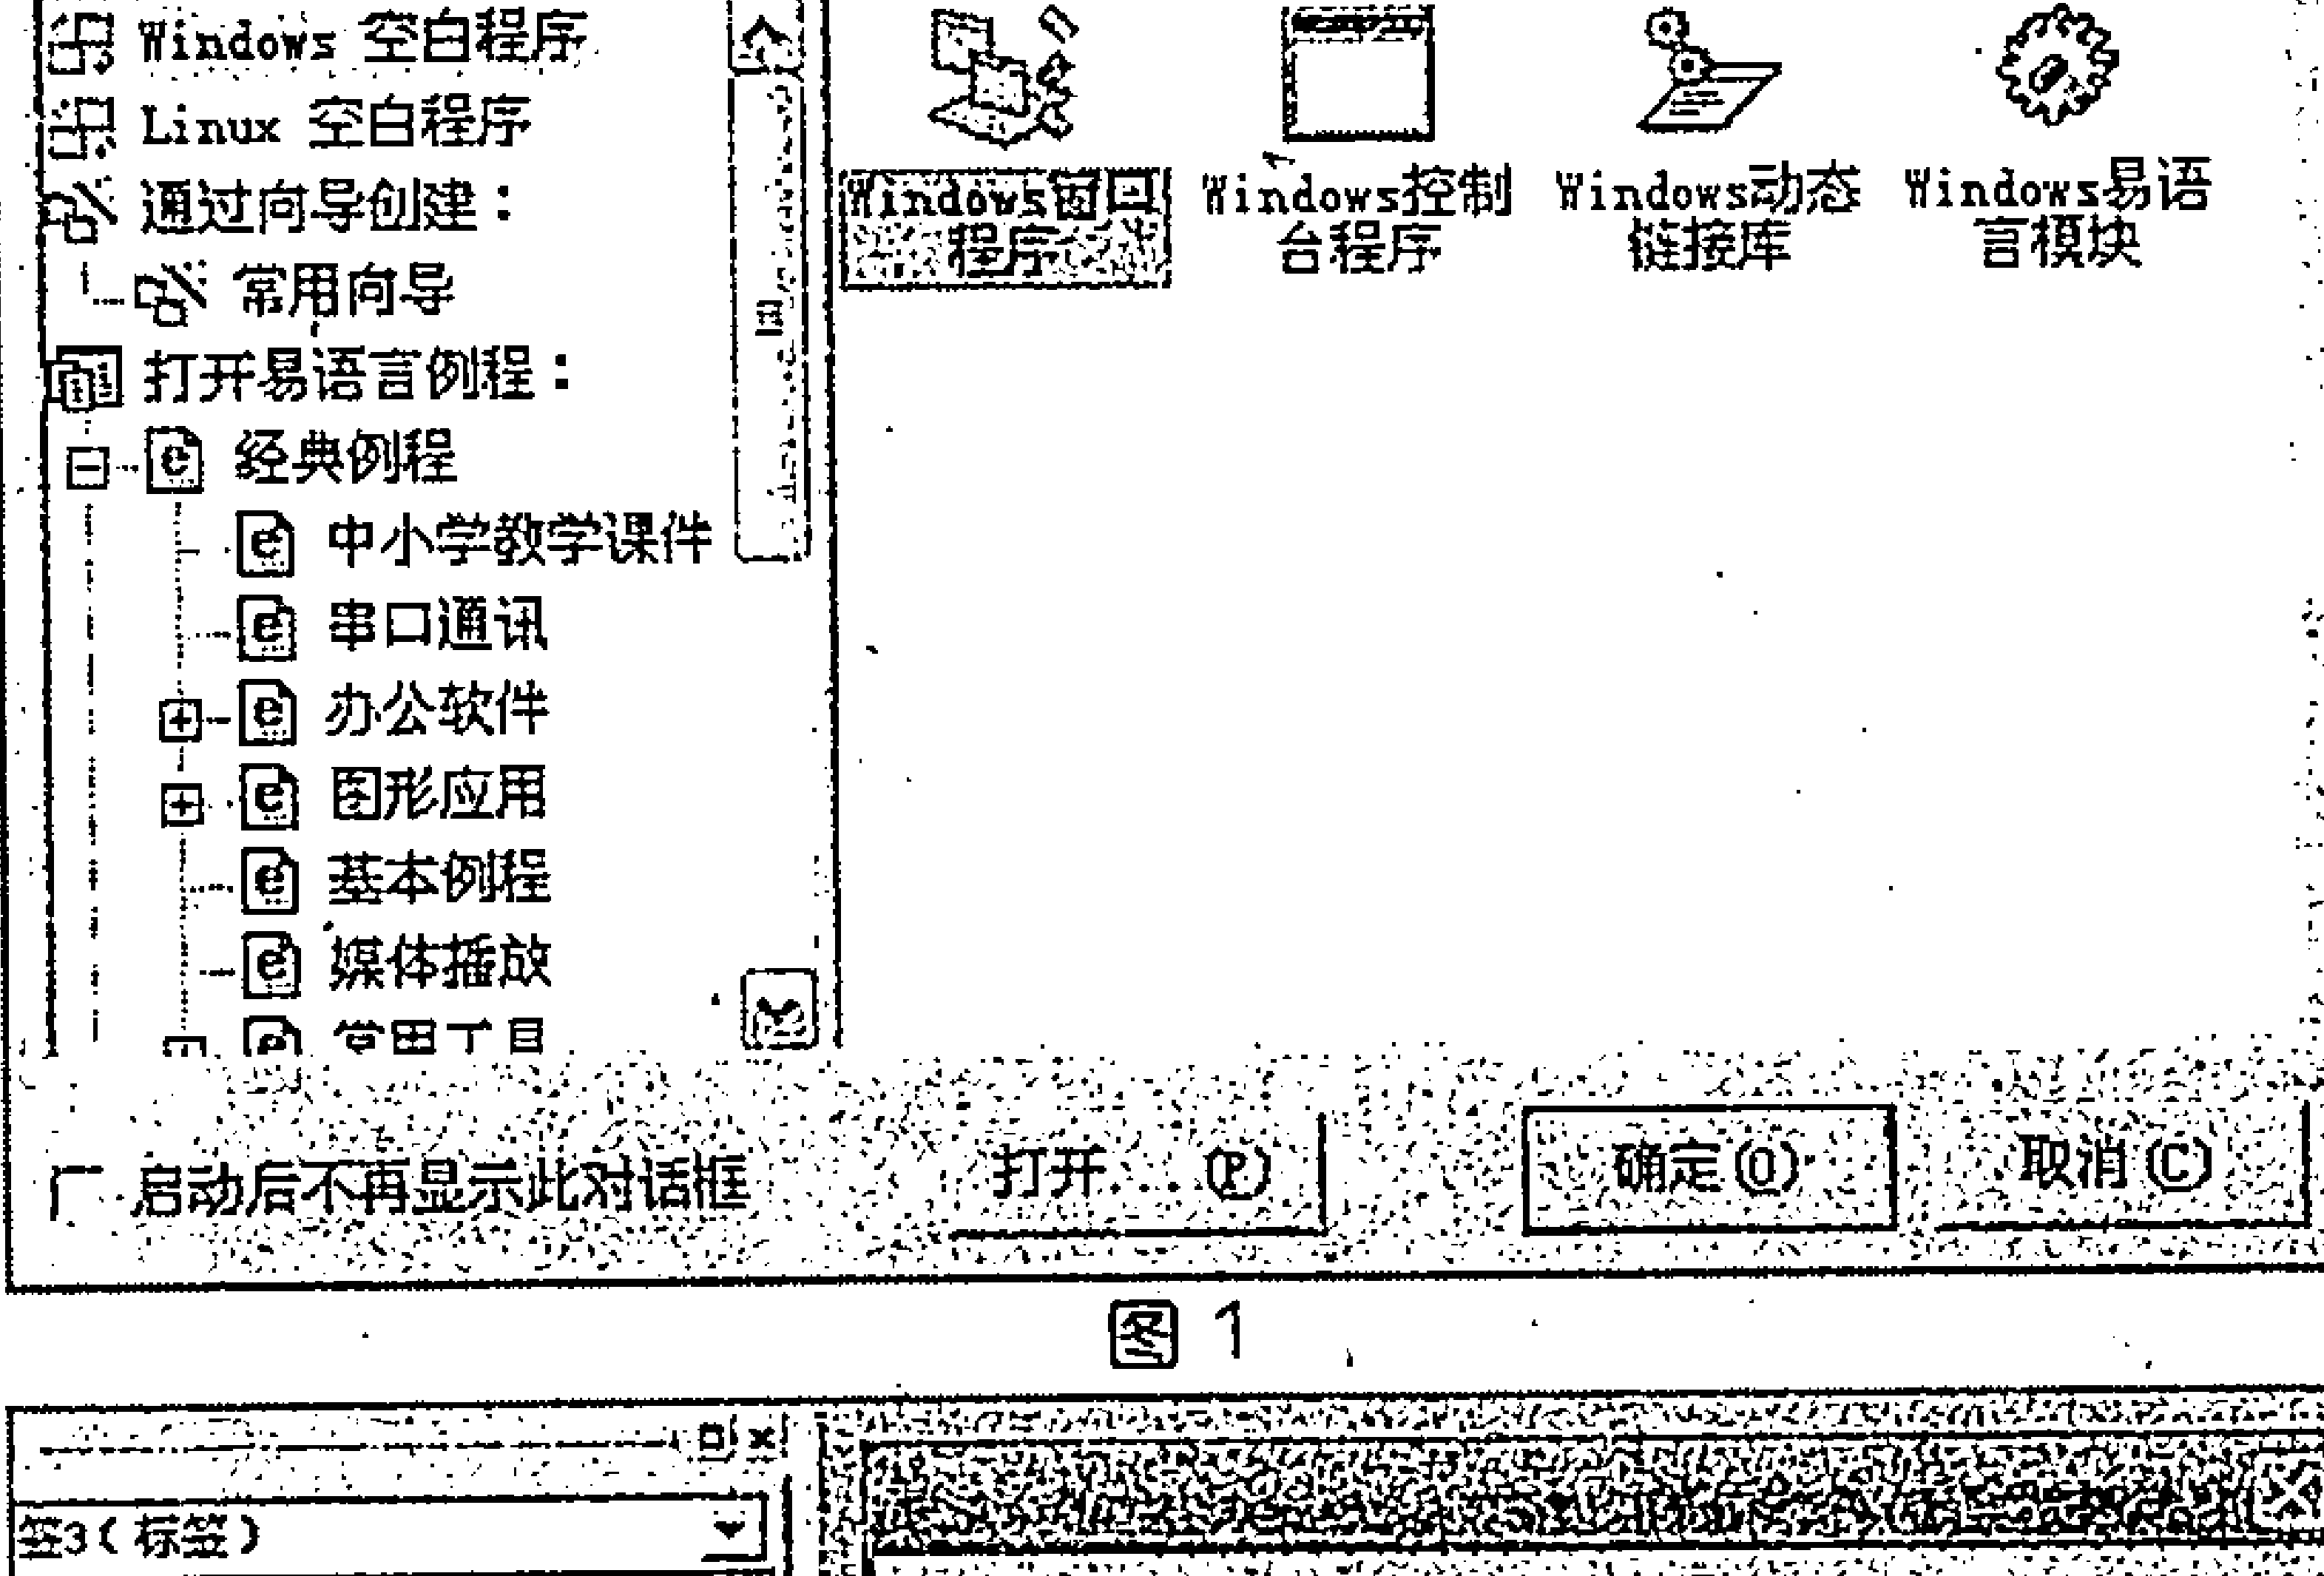 Windows 空白程序
Linux 空白程序
通过向导创建：
常用向导
打开易语言例程：
经典例程
中小学教学课件
串口通讯
办公软件
图形应用
基本例程
媒体播放
常用工具
Windows窗口
程序
Windows控制
台程序
Windows动态
链接库
Windows易语
言模块
启动后不再显示此对话框
打开...(P)
确定(O)
取消(C)
图 1
签3(标签)